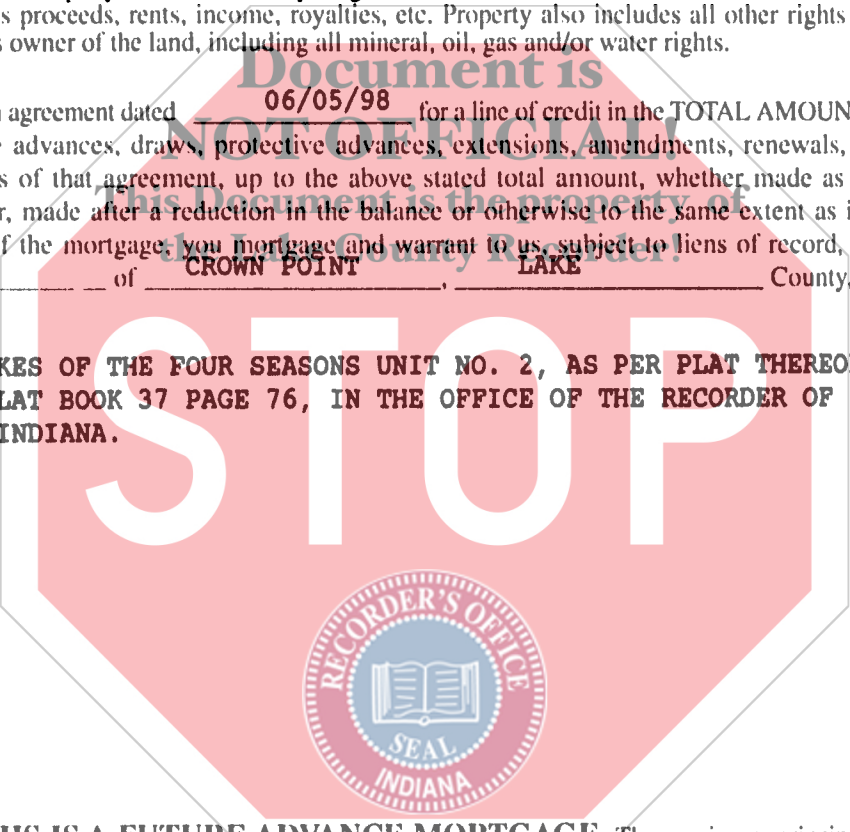 s proceeds, rents, income, royalties, etc. Property also includes all other rights
s owner of the land, including all mineral, oil, gas and/or water rights.
Document is
agreement dated 06/05/98 for a line of credit in the TOTAL AMOUN
NOT OFFICIAL!
advances, draws, protective advances, extensions, amendments, renewals,
s of that agreement, up to the above stated total amount, whether made as
This Document is the property of
r, made after a reduction in the balance or otherwise to the same extent as i
the Lake County Recorder!
f the mortgage, you mortgage and warrant to us, subject to liens of record,
of CROWN POINT, LAKE County,
KES OF THE FOUR SEASONS UNIT NO. 2, AS PER PLAT THEREO
LAT BOOK 37 PAGE 76, IN THE OFFICE OF THE RECORDER OF
INDIANA.
STOP
RECORDER'S OFFICE
SEAL
INDIANA
HIS IS A FUTURE ADVANCE MORTGAGE.